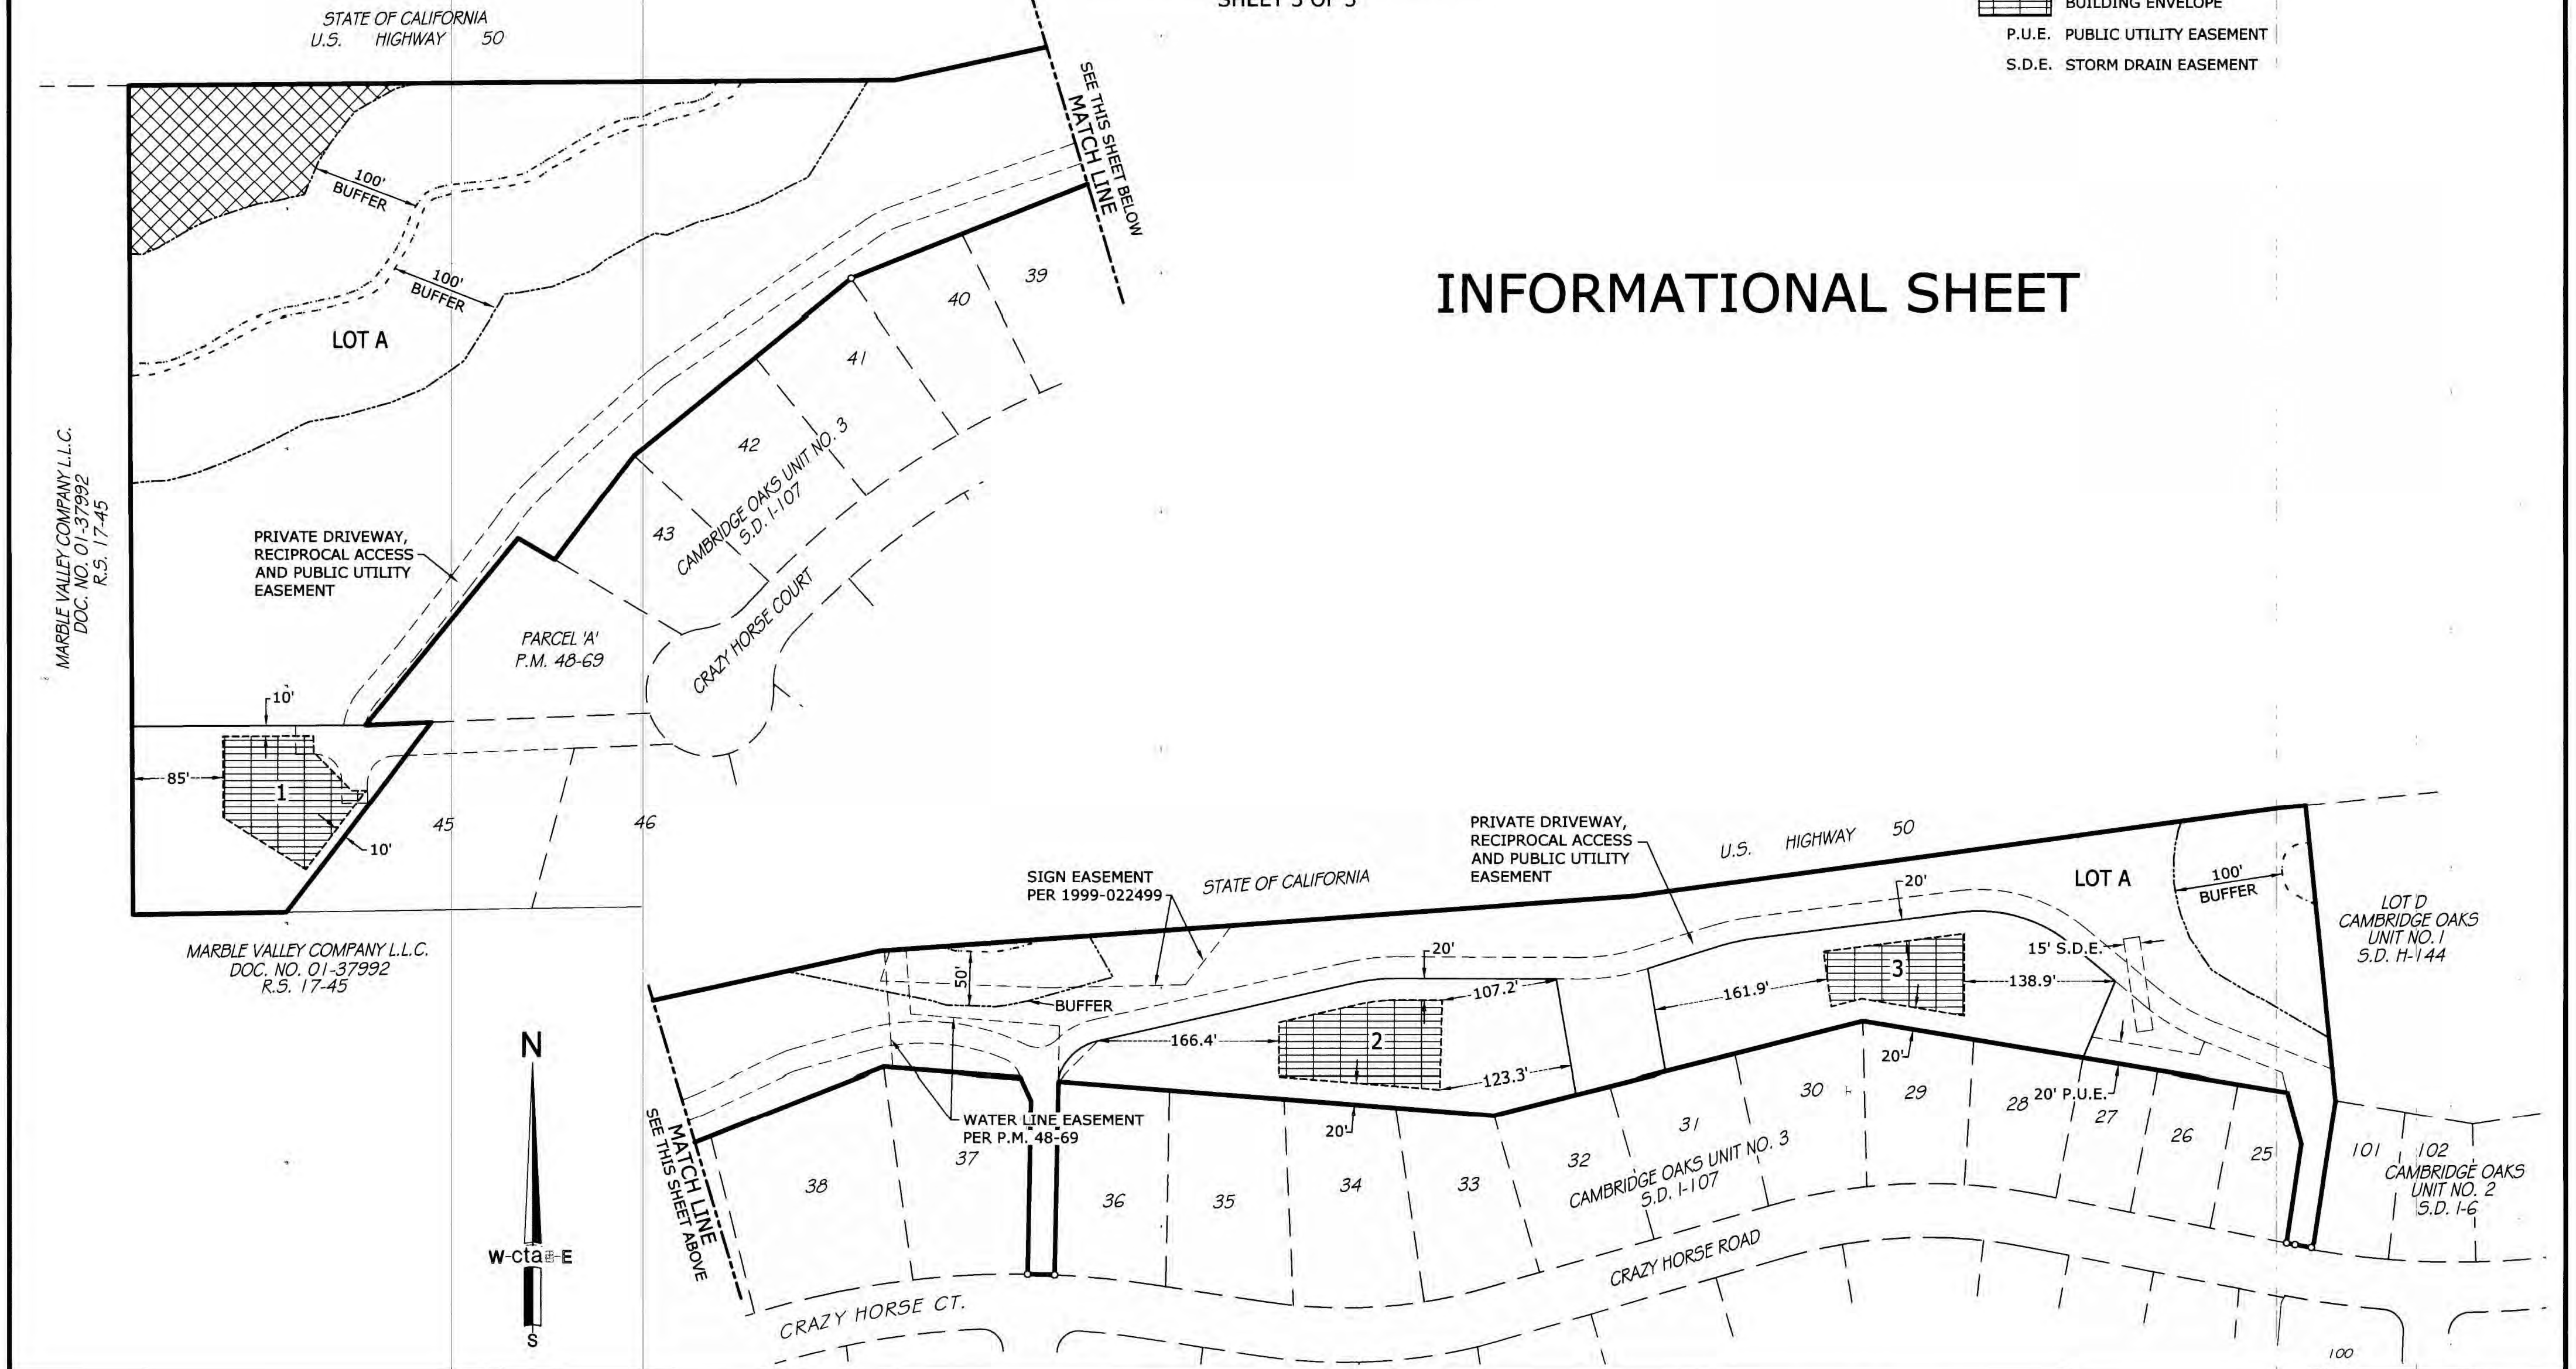 SHEET 3 OF 3
BUILDING ENVELOPE
P.U.E. PUBLIC UTILITY EASEMENT
S.D.E. STORM DRAIN EASEMENT
STATE OF CALIFORNIA
U.S. HIGHWAY 50
SEE THIS SHEET BELOW
MATCH LINE
INFORMATIONAL SHEET
100'
BUFFER
100'
BUFFER
LOT A
39
40
41
42
43
CAMBRIDGE OAKS UNIT NO. 3
S.D. I-107
CRAZY HORSE COURT
MARBLE VALLEY COMPANY L.L.C.
DOC. NO. 01-37992
R.S. 17-45
PRIVATE DRIVEWAY,
RECIPROCAL ACCESS
AND PUBLIC UTILITY
EASEMENT
PARCEL 'A'
P.M. 48-69
10'
85'
1
10'
45
46
MARBLE VALLEY COMPANY L.L.C.
DOC. NO. 01-37992
R.S. 17-45
N
W-cta-E
S
SIGN EASEMENT
PER 1999-022499
STATE OF CALIFORNIA
PRIVATE DRIVEWAY,
RECIPROCAL ACCESS
AND PUBLIC UTILITY
EASEMENT
U.S. HIGHWAY 50
LOT A
100'
BUFFER
LOT D
CAMBRIDGE OAKS
UNIT NO. 1
S.D. H-144
20'
20'
50'
BUFFER
15' S.D.E.
107.2'
161.9'
3
138.9'
166.4'
2
123.3'
20'
20'
20' P.U.E.
WATER LINE EASEMENT
PER P.M. 48-69
MATCH LINE
SEE THIS SHEET ABOVE
38
37
36
35
34
33
32
31
30
29
28
27
26
25
101
102
CAMBRIDGE OAKS UNIT NO. 3
S.D. I-107
CAMBRIDGE OAKS
UNIT NO. 2
S.D. I-6
CRAZY HORSE CT.
CRAZY HORSE ROAD
100